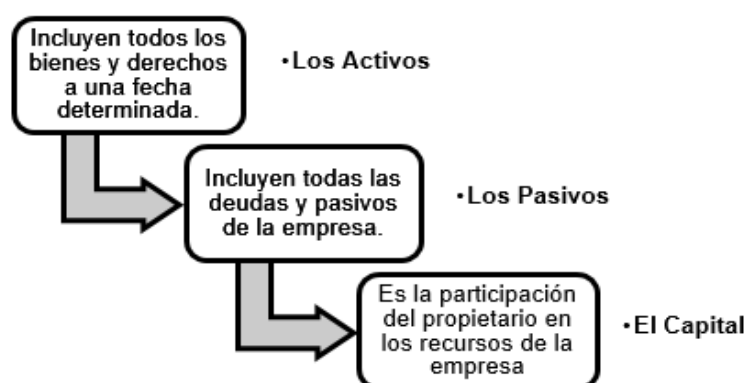 Incluyen todos los
bienes y derechos
a una fecha
determinada.
•Los Activos
Incluyen todas las
deudas y pasivos
de la empresa.
•Los Pasivos
Es la participación
del propietario en
los recursos de la
empresa
•El Capital